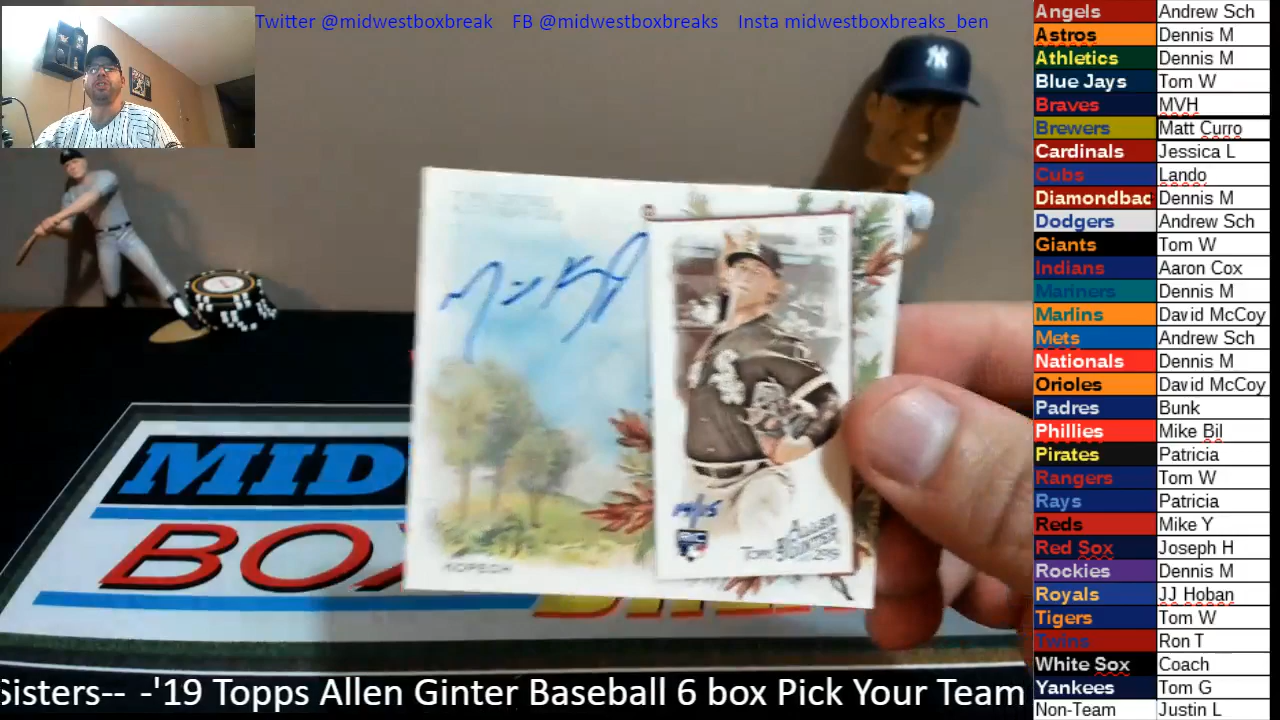 Twitter @midwestboxbreak FB @midwestboxbreaks Insta midwestboxbreaks_ben
Angels Andrew Sch
Astros Dennis M
Athletics Dennis M
Blue Jays Tom W
Braves MVH
Brewers Matt Curro
Cardinals Jessica L
Cubs Lando
Diamondbac Dennis M
Dodgers Andrew Sch
Giants Tom W
Indians Aaron Cox
Mariners Dennis M
Marlins David McCoy
Mets Andrew Sch
Nationals Dennis M
Orioles David McCoy
Padres Bunk
Phillies Mike Bil
Pirates Patricia
Rangers Tom W
Rays Patricia
Reds Mike Y
Red Sox Joseph H
Rockies Dennis M
Royals JJ Hoban
Tigers Tom W
Twins Ron T
White Sox Coach
Yankees Tom G
Non-Team Justin L
14/15
RC
KOPECH
MID
BOX
Sisters-- -'19 Topps Allen Ginter Baseball 6 box Pick Your Team